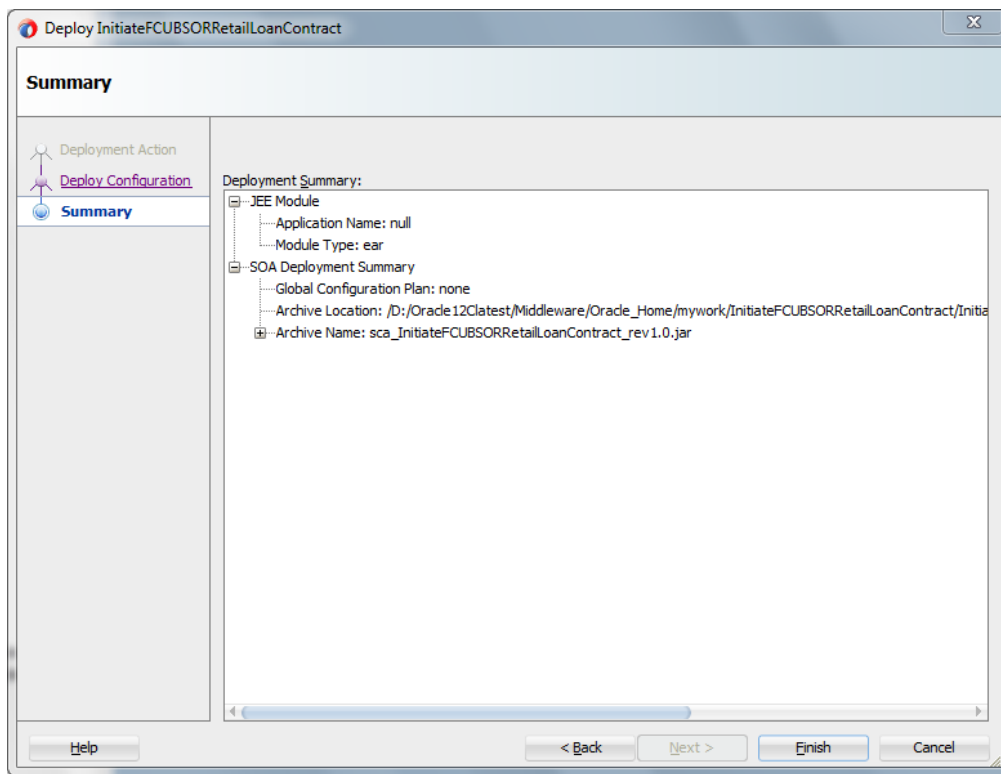 Deploy InitiateFCUBSORRetailLoanContract
Summary
Deployment Action
Deploy Configuration
Summary
Deployment Summary:
JEE Module
Application Name: null
Module Type: ear
SOA Deployment Summary
Global Configuration Plan: none
Archive Location: /D:/Oracle12Clatest/Middleware/Oracle_Home/mywork/InitiateFCUBSORRetailLoanContract/Initia
Archive Name: sca_InitiateFCUBSORRetailLoanContract_rev1.0.jar
Help
< Back
Next >
Finish
Cancel